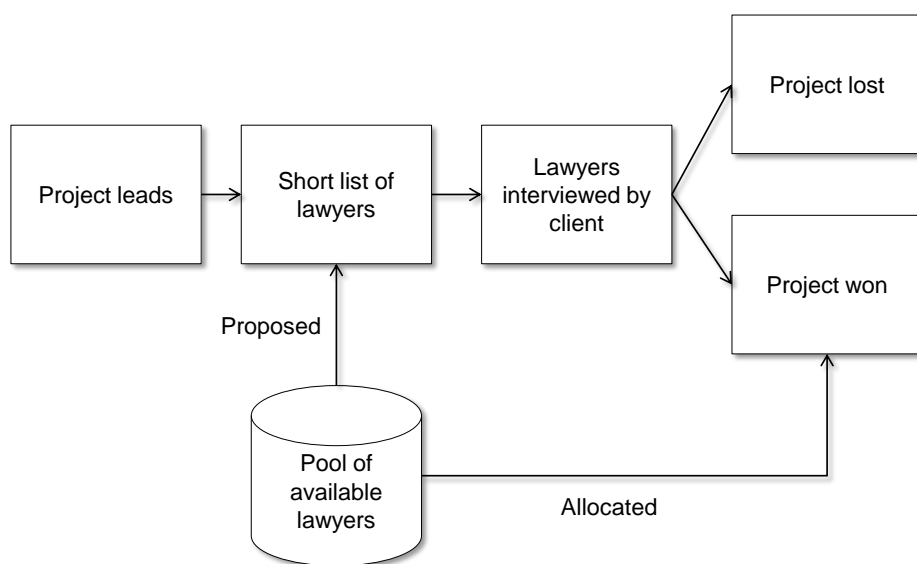 Project lost
Project leads
Short list of
lawyers
Lawyers
interviewed by
client
Project won
Proposed
Pool of
available
lawyers
Allocated